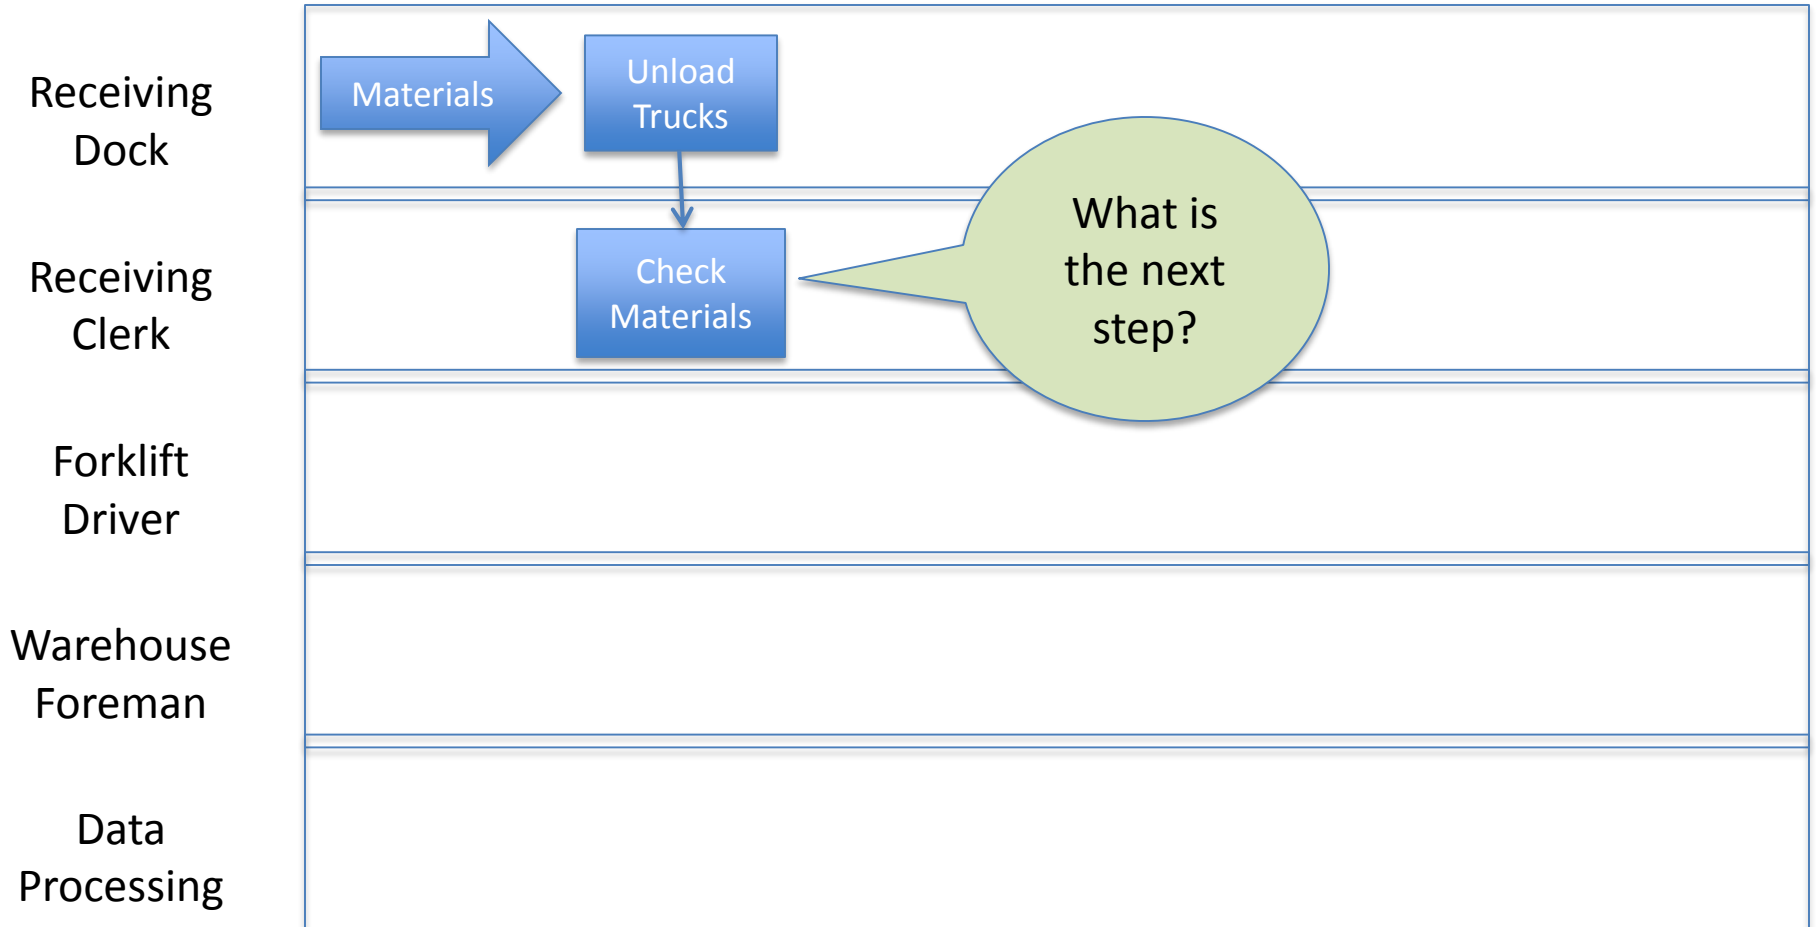 Receiving
Dock
Materials
Unload
Trucks
Receiving
Clerk
Check
Materials
What is
the next
step?
Forklift
Driver
Warehouse
Foreman
Data
Processing